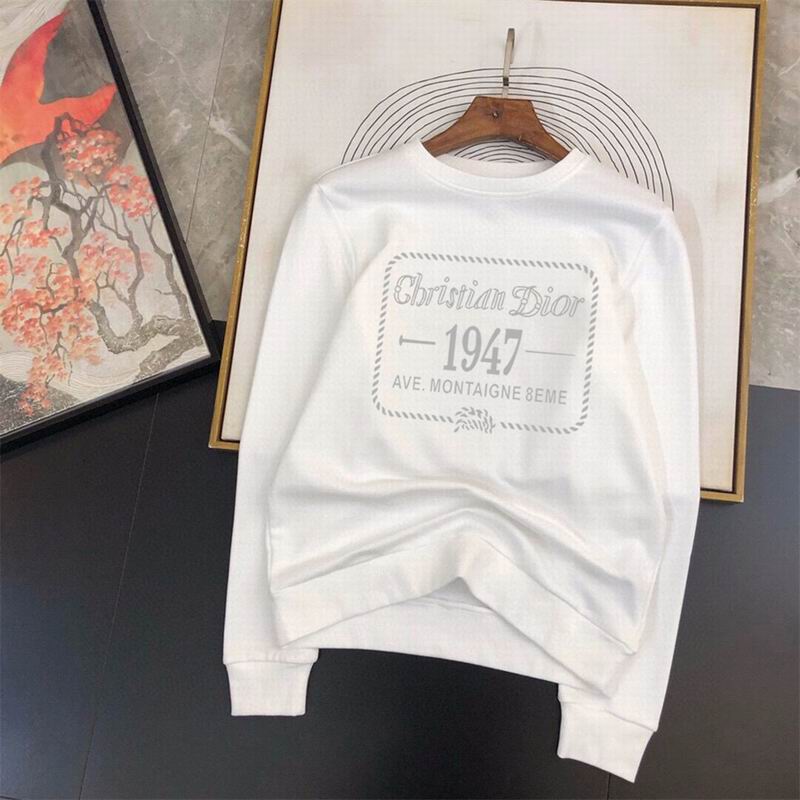 Christian Dior
1947
AVE. MONTAIGNE 8EME